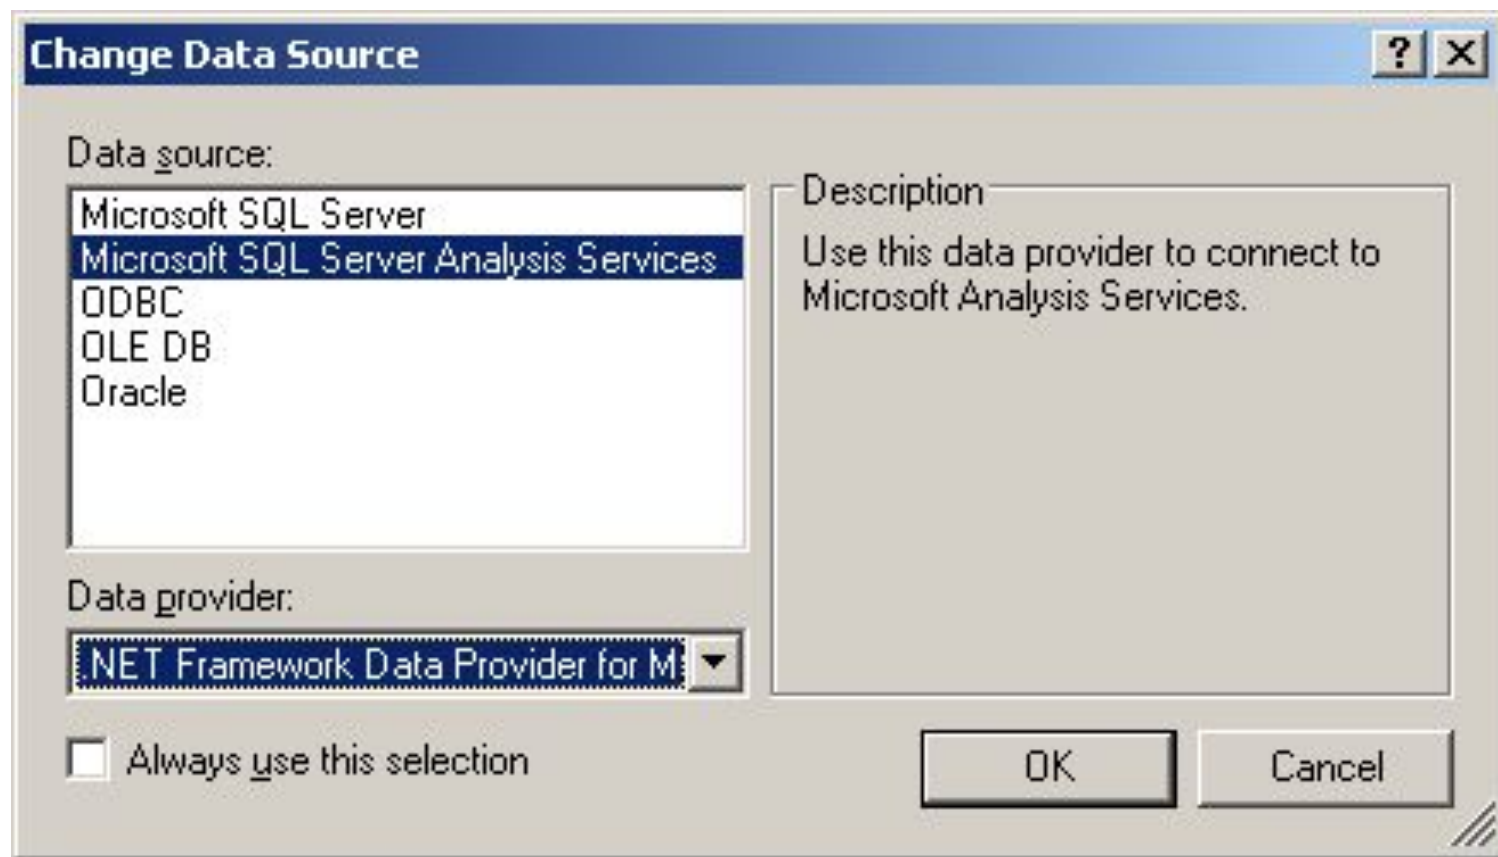 Change Data Source
Data source:
Microsoft SQL Server
Microsoft SQL Server Analysis Services
ODBC
OLE DB
Oracle
Description
Use this data provider to connect to
Microsoft Analysis Services.
Data provider:
.NET Framework Data Provider for M
Always use this selection
OK
Cancel